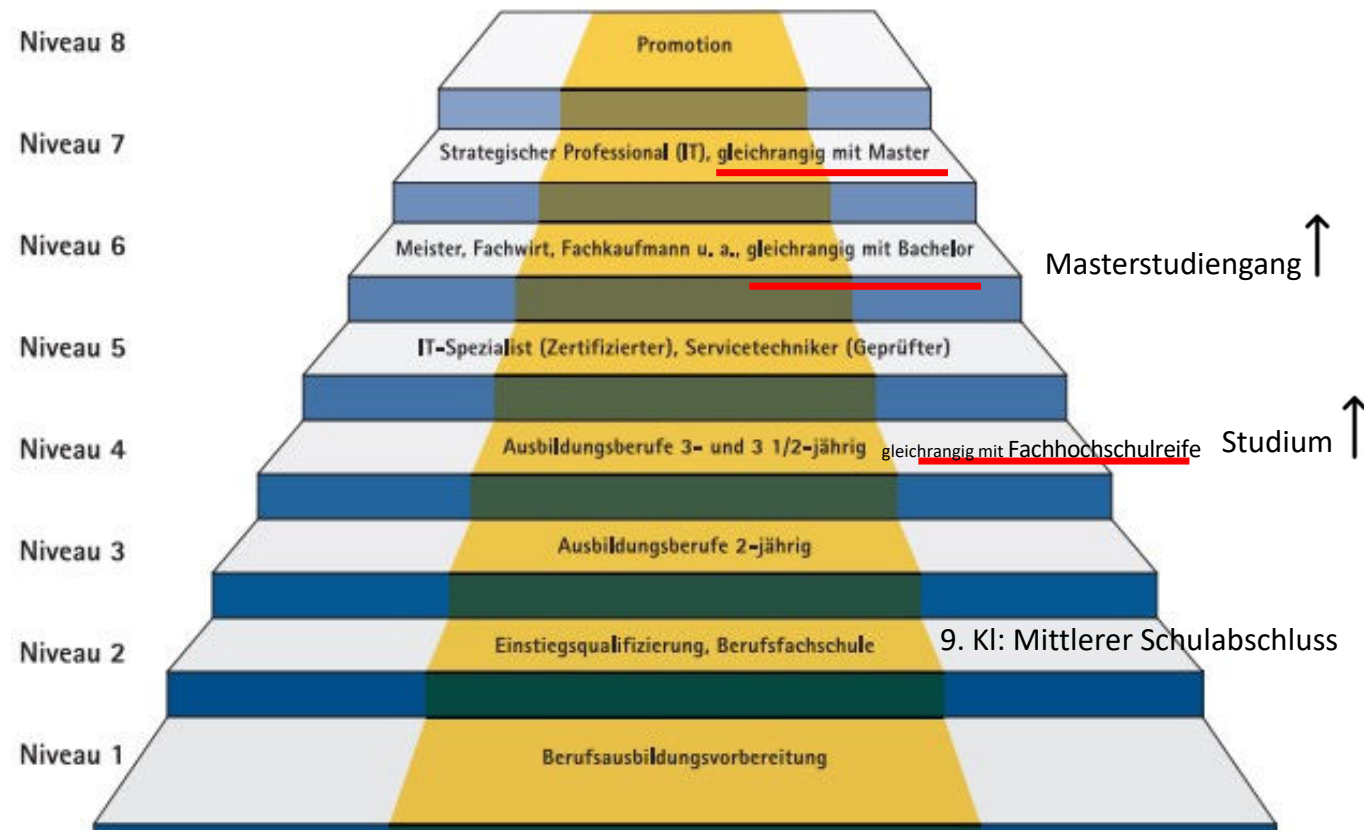 Niveau 8
Promotion
Niveau 7
Strategischer Professional (IT), gleichrangig mit Master
Niveau 6
Meister, Fachwirt, Fachkaufmann u. a., gleichrangig mit Bachelor
Masterstudiengang ↑
Niveau 5
IT-Spezialist (Zertifizierter), Servicetechniker (Geprüfter)
Niveau 4
Ausbildungsberufe 3- und 3 1/2-jährig gleichrangig mit Fachhochschulreife
Studium ↑
Niveau 3
Ausbildungsberufe 2-jährig
Niveau 2
Einstiegsqualifizierung, Berufsfachschule
9. Kl: Mittlerer Schulabschluss
Niveau 1
Berufsausbildungsvorbereitung